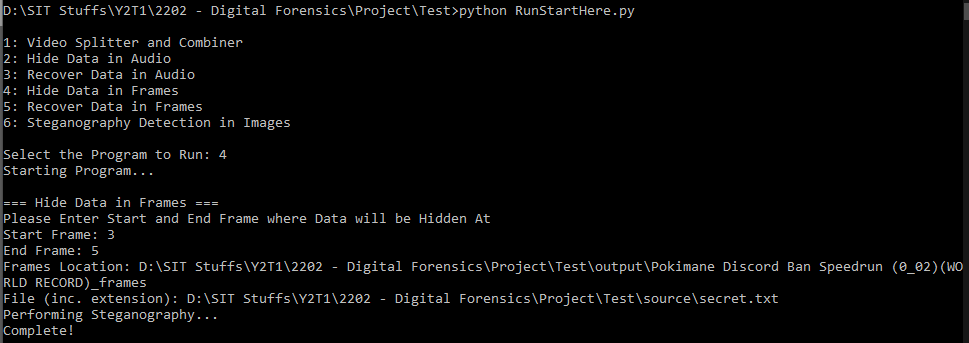 D:\SIT Stuffs\Y2T1\2202 - Digital Forensics\Project\Test>python RunStartHere.py
1: Video Splitter and Combiner
2: Hide Data in Audio
3: Recover Data in Audio
4: Hide Data in Frames
5: Recover Data in Frames
6: Steganography Detection in Images
Select the Program to Run: 4
Starting Program...
=== Hide Data in Frames ===
Please Enter Start and End Frame where Data will be Hidden At
Start Frame: 3
End Frame: 5
Frames Location: D:\SIT Stuffs\Y2T1\2202 - Digital Forensics\Project\Test\output\Pokimane Discord Ban Speedrun (0_02)(WO
RLD RECORD)_frames
File (inc. extension): D:\SIT Stuffs\Y2T1\2202 - Digital Forensics\Project\Test\source\secret.txt
Performing Steganography...
Complete!